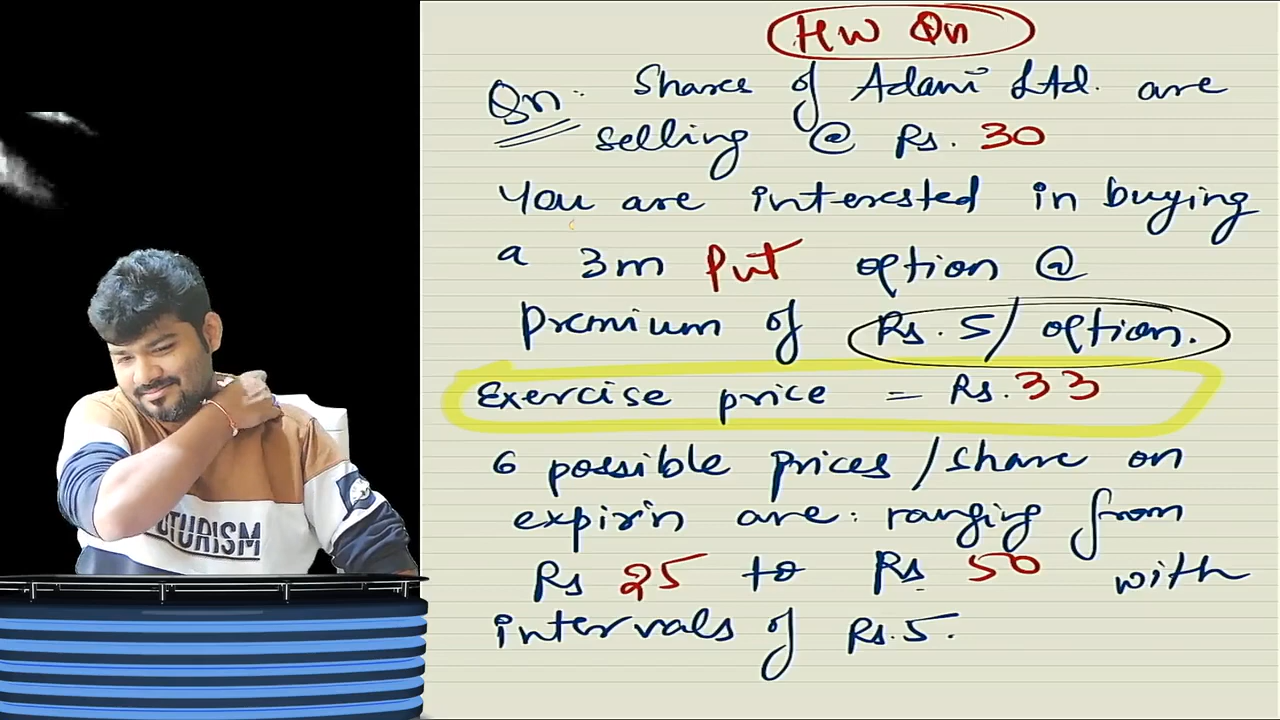 HW Qn
Qn: Shares of Adani Ltd. are
selling @ Rs. 30
You are interested in buying
a 3m Put option @
premium of Rs. 5/ option.
Exercise price = Rs. 33
6 possible prices / share on
expirin are: ranging from
Rs 25 to Rs 50 with
intervals of Rs. 5.
UTURISM